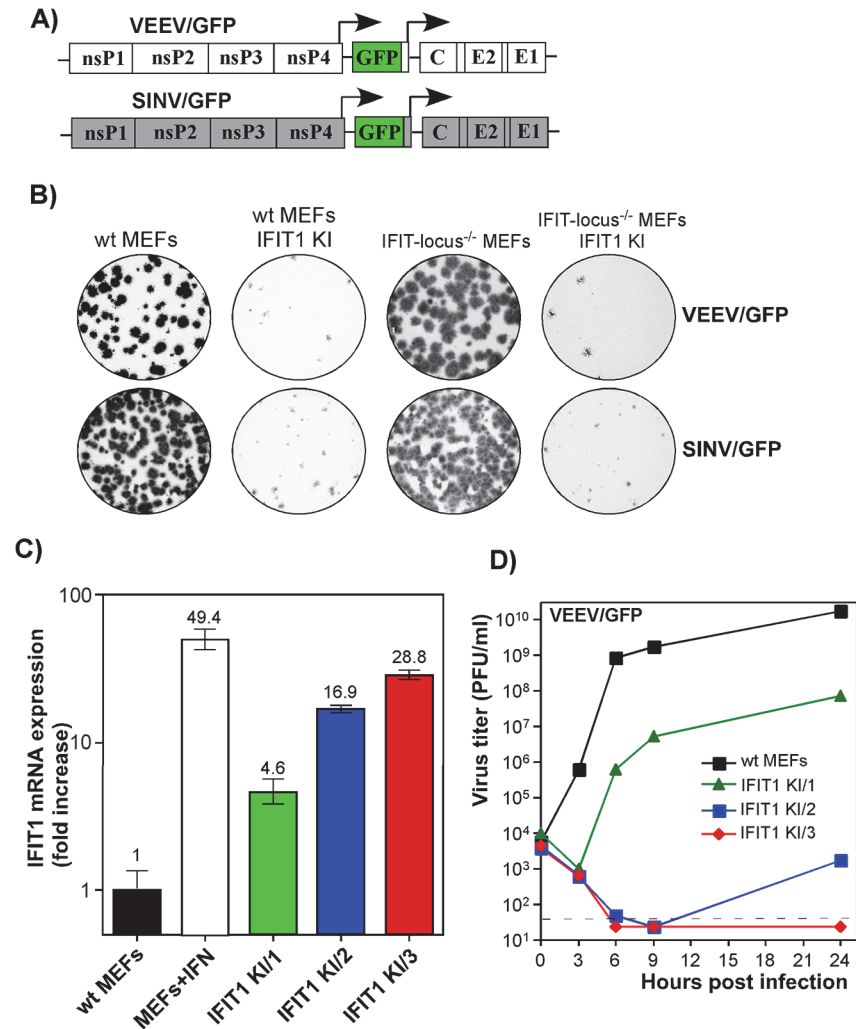 A)
VEEV/GFP
nsP1 nsP2 nsP3 nsP4 GFP C E2 E1
SINV/GFP
nsP1 nsP2 nsP3 nsP4 GFP C E2 E1
B)
wt MEFs
wt MEFs
IFIT1 KI
IFIT-locus-/- MEFs
IFIT-locus-/- MEFs
IFIT1 KI
VEEV/GFP
SINV/GFP
C)
IFIT1 mRNA expression
(fold increase)
100
10
1
1
49.4
4.6
16.9
28.8
wt MEFs
MEFs+IFN
IFIT1 KI/1
IFIT1 KI/2
IFIT1 KI/3
D)
VEEV/GFP
Virus titer (PFU/ml)
10^10
10^9
10^8
10^7
10^6
10^5
10^4
10^3
10^2
10^1
wt MEFs
IFIT1 KI/1
IFIT1 KI/2
IFIT1 KI/3
0 3 6 9 12 15 18 21 24
Hours post infection